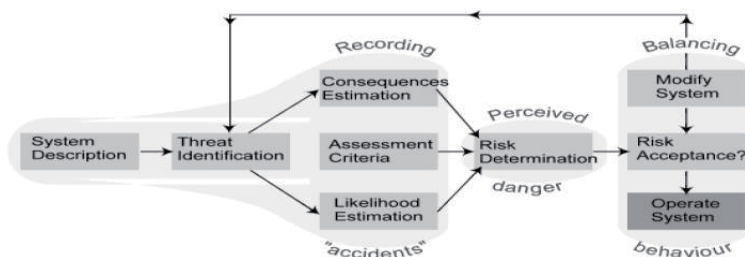 Recording
Balancing
Consequences
Estimation
Modify
System
Perceived
System
Description
Threat
Identification
Assessment
Criteria
Risk
Determination
Risk
Acceptance?
danger
Likelihood
Estimation
Operate
System
"accidents"
behaviour